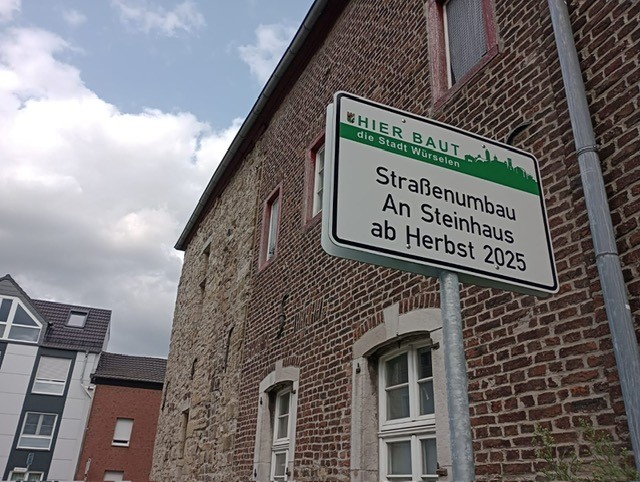 HIER BAUT
die Stadt Würselen
Straßenumbau
An Steinhaus
ab Herbst 2025